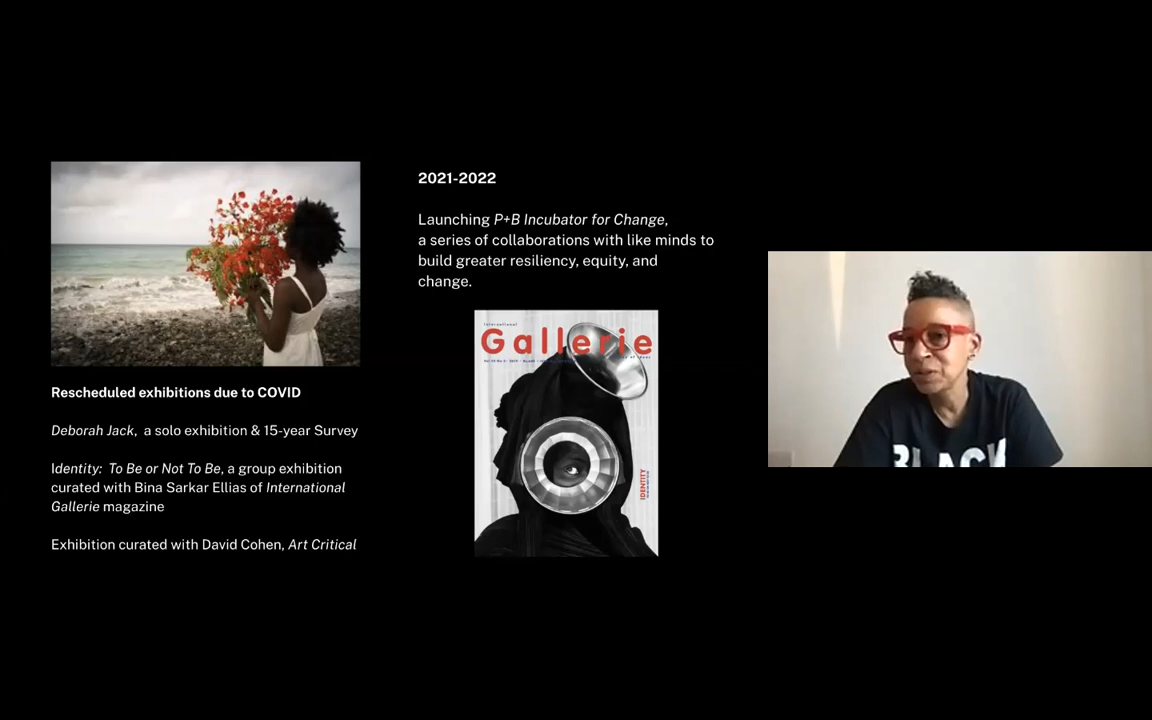 Rescheduled exhibitions due to COVID
Deborah Jack,  a solo exhibition & 15-year Survey
Identity:  To Be or Not To Be, a group exhibition
curated with Bina Sarkar Ellias of International
Gallerie magazine
Exhibition curated with David Cohen, Art Critical
2021-2022
Launching P+B Incubator for Change,
a series of collaborations with like minds to
build greater resiliency, equity, and
change.
International
Gallerie
IDENTITY
BLACK